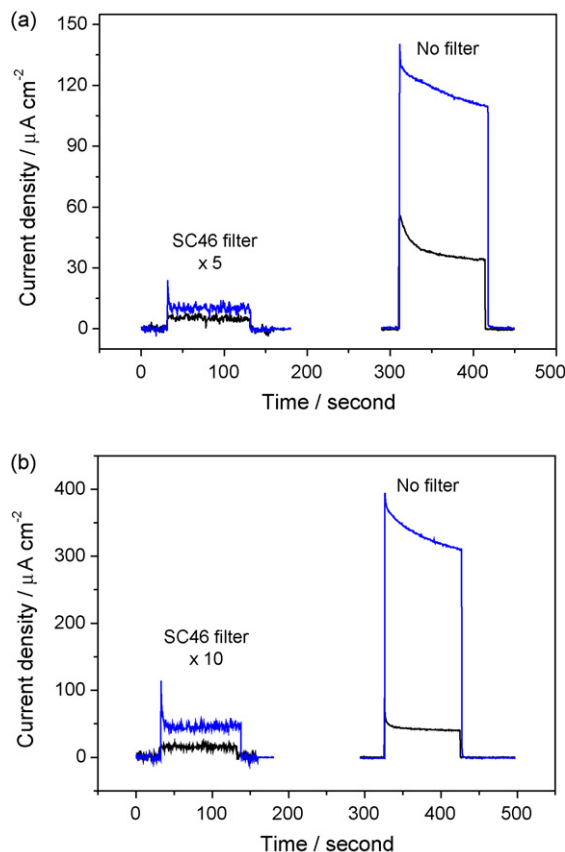 (a)
150
120
90
60
30
0
Current density / μA cm⁻²
No filter
SC46 filter
x 5
0 100 200 300 400 500
Time / second
(b)
400
300
200
100
50
0
Current density / μA cm⁻²
No filter
SC46 filter
x 10
0 100 200 300 400 500
Time / second